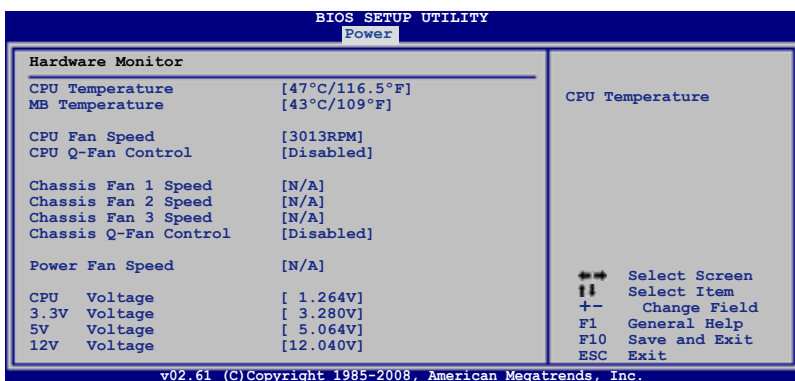 BIOS SETUP UTILITY
Power
Hardware Monitor
CPU Temperature [47°C/116.5°F]
MB Temperature [43°C/109°F]
CPU Fan Speed [3013RPM]
CPU Q-Fan Control [Disabled]
Chassis Fan 1 Speed [N/A]
Chassis Fan 2 Speed [N/A]
Chassis Fan 3 Speed [N/A]
Chassis Q-Fan Control [Disabled]
Power Fan Speed [N/A]
CPU Voltage [ 1.264V]
3.3V Voltage [ 3.280V]
5V Voltage [ 5.064V]
12V Voltage [12.040V]
CPU Temperature
←→ Select Screen
↑↓ Select Item
+- Change Field
F1 General Help
F10 Save and Exit
ESC Exit
v02.61 (C)Copyright 1985-2008, American Megatrends, Inc.